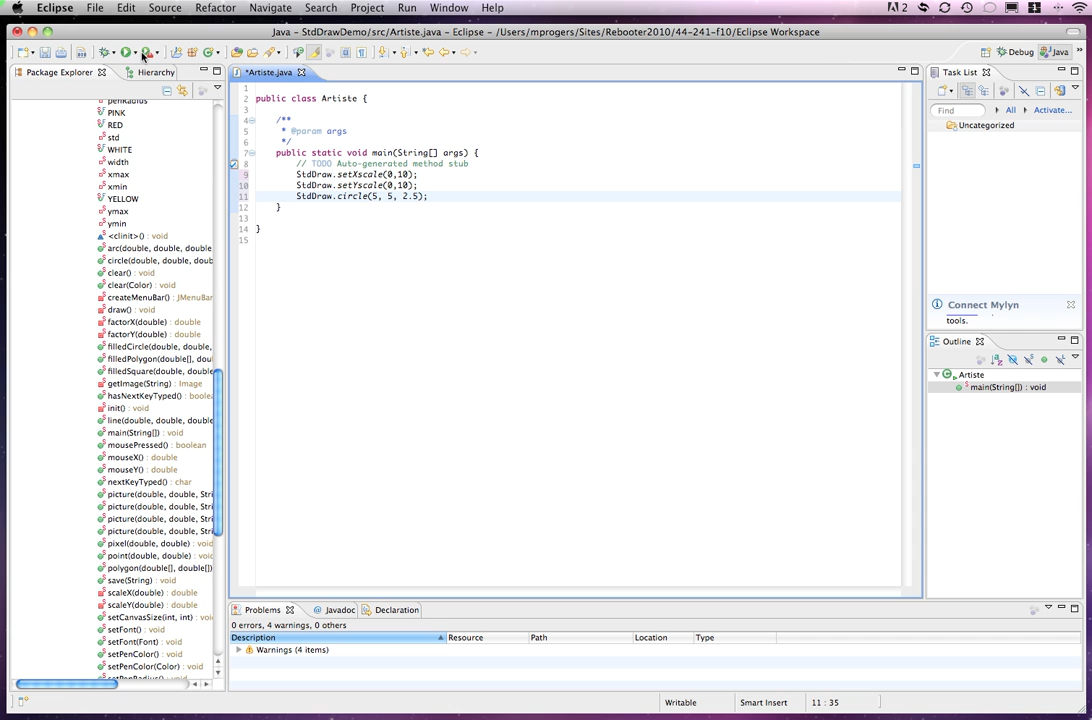 Eclipse File Edit Source Refactor Navigate Search Project Run Window Help 2
Java - StdDrawDemo/src/Artiste.java - Eclipse - /Users/mprogers/Sites/Rebooter2010/44-241-f10/Eclipse Workspace
Debug Java
Package Explorer Hierarchy
penRadius
PINK
RED
std
WHITE
width
xmax
xmin
YELLOW
ymax
ymin
<clinit>() : void
arc(double, double, double,
circle(double, double, double
clear() : void
clear(Color) : void
createMenuBar() : JMenuBar
draw() : void
factorX(double) : double
factorY(double) : double
filledCircle(double, double,
filledPolygon(double[], dou
filledSquare(double, double,
getImage(String) : Image
hasNextKeyTyped() : boolea
init() : void
line(double, double, double,
main(String[]) : void
mousePressed() : boolean
mouseX() : double
mouseY() : double
nextKeyTyped() : char
picture(double, double, Stri
picture(double, double, Stri
picture(double, double, Stri
picture(double, double, Stri
pixel(double, double) : void
point(double, double) : void
polygon(double[], double[])
save(String) : void
scaleX(double) : double
scaleY(double) : double
setCanvasSize(int, int) : void
setFont() : void
setFont(Font) : void
setPenColor() : void
setPenColor(Color) : void
setPenRadius() : void
*Artiste.java
1
2 public class Artiste {
3
4 /**
5 * @param args
6 */
7 public static void main(String[] args) {
8 // TODO Auto-generated method stub
9 StdDraw.setXscale(0,10);
10 StdDraw.setYscale(0,10);
11 StdDraw.circle(5, 5, 2.5);
12 }
13
14 }
15
Task List
Find All Activate...
Uncategorized
Connect Mylyn
tools.
Outline
Artiste
main(String[]) : void
Problems Javadoc Declaration
0 errors, 4 warnings, 0 others
Description Resource Path Location Type
Warnings (4 items)
Writable Smart Insert 11 : 35